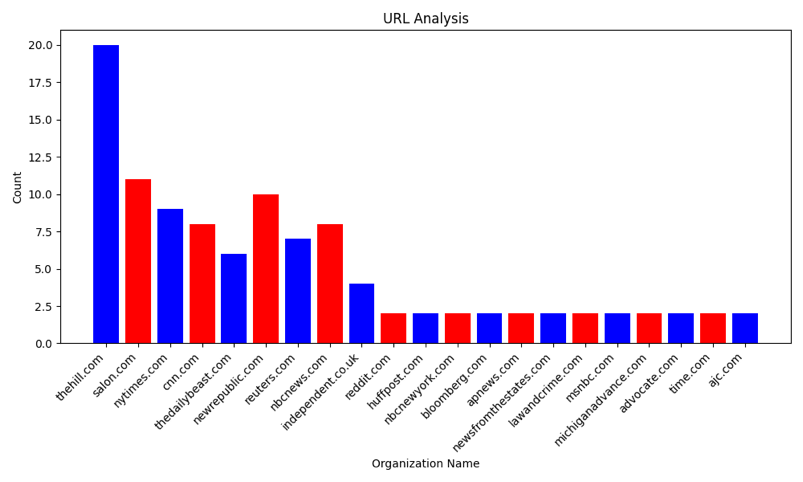 URL Analysis
20.0
17.5
15.0
12.5
10.0
7.5
5.0
2.5
0.0
Count
thehill.com
salon.com
nytimes.com
cnn.com
thedailybeast.com
newrepublic.com
reuters.com
nbcnews.com
independent.co.uk
reddit.com
huffpost.com
nbcnewyork.com
bloomberg.com
apnews.com
newsfromthestates.com
lawandcrime.com
msnbc.com
michiganadvance.com
advocate.com
time.com
ajc.com
Organization Name